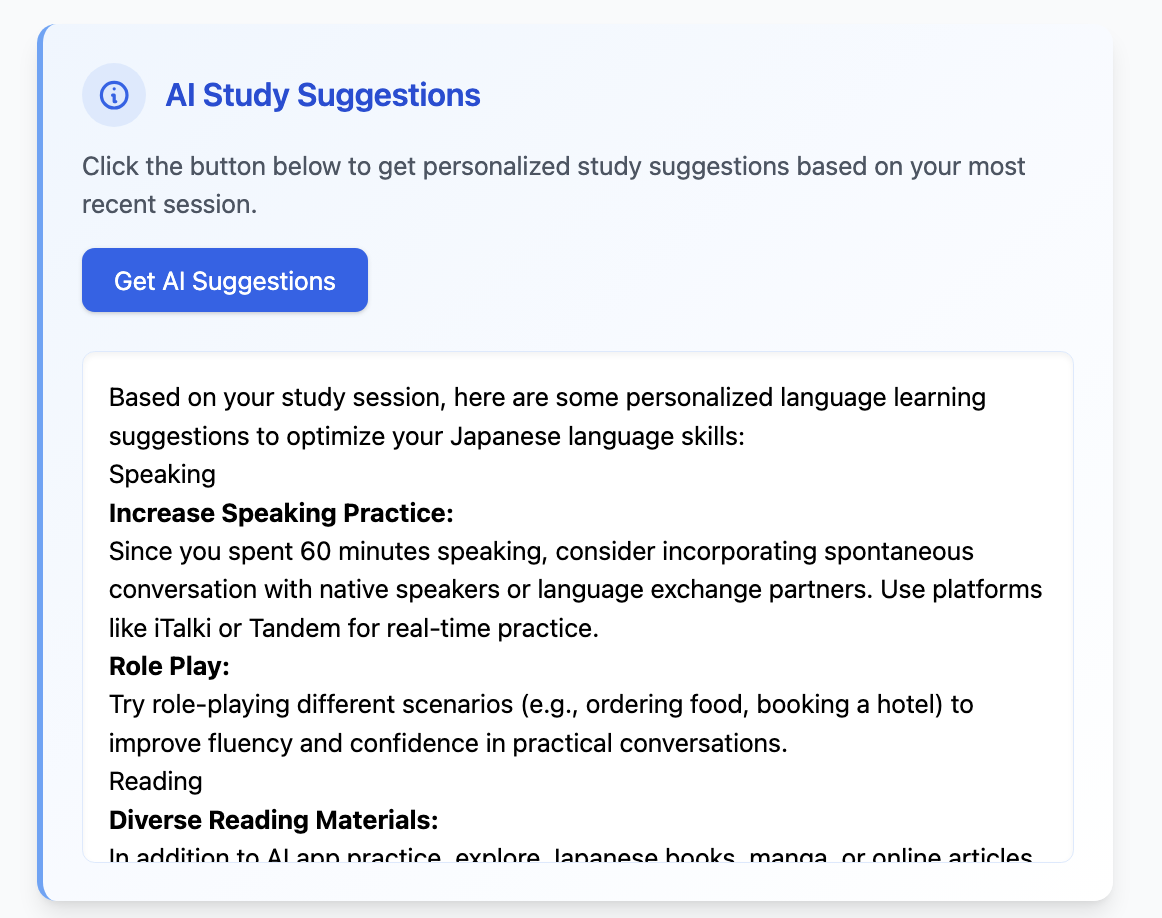 AI Study Suggestions
Click the button below to get personalized study suggestions based on your most
recent session.
Get AI Suggestions
Based on your study session, here are some personalized language learning
suggestions to optimize your Japanese language skills:
Speaking
Increase Speaking Practice:
Since you spent 60 minutes speaking, consider incorporating spontaneous
conversation with native speakers or language exchange partners. Use platforms
like iTalki or Tandem for real-time practice.
Role Play:
Try role-playing different scenarios (e.g., ordering food, booking a hotel) to
improve fluency and confidence in practical conversations.
Reading
Diverse Reading Materials:
In addition to AI app practice, explore Japanese books, manga, or online articles